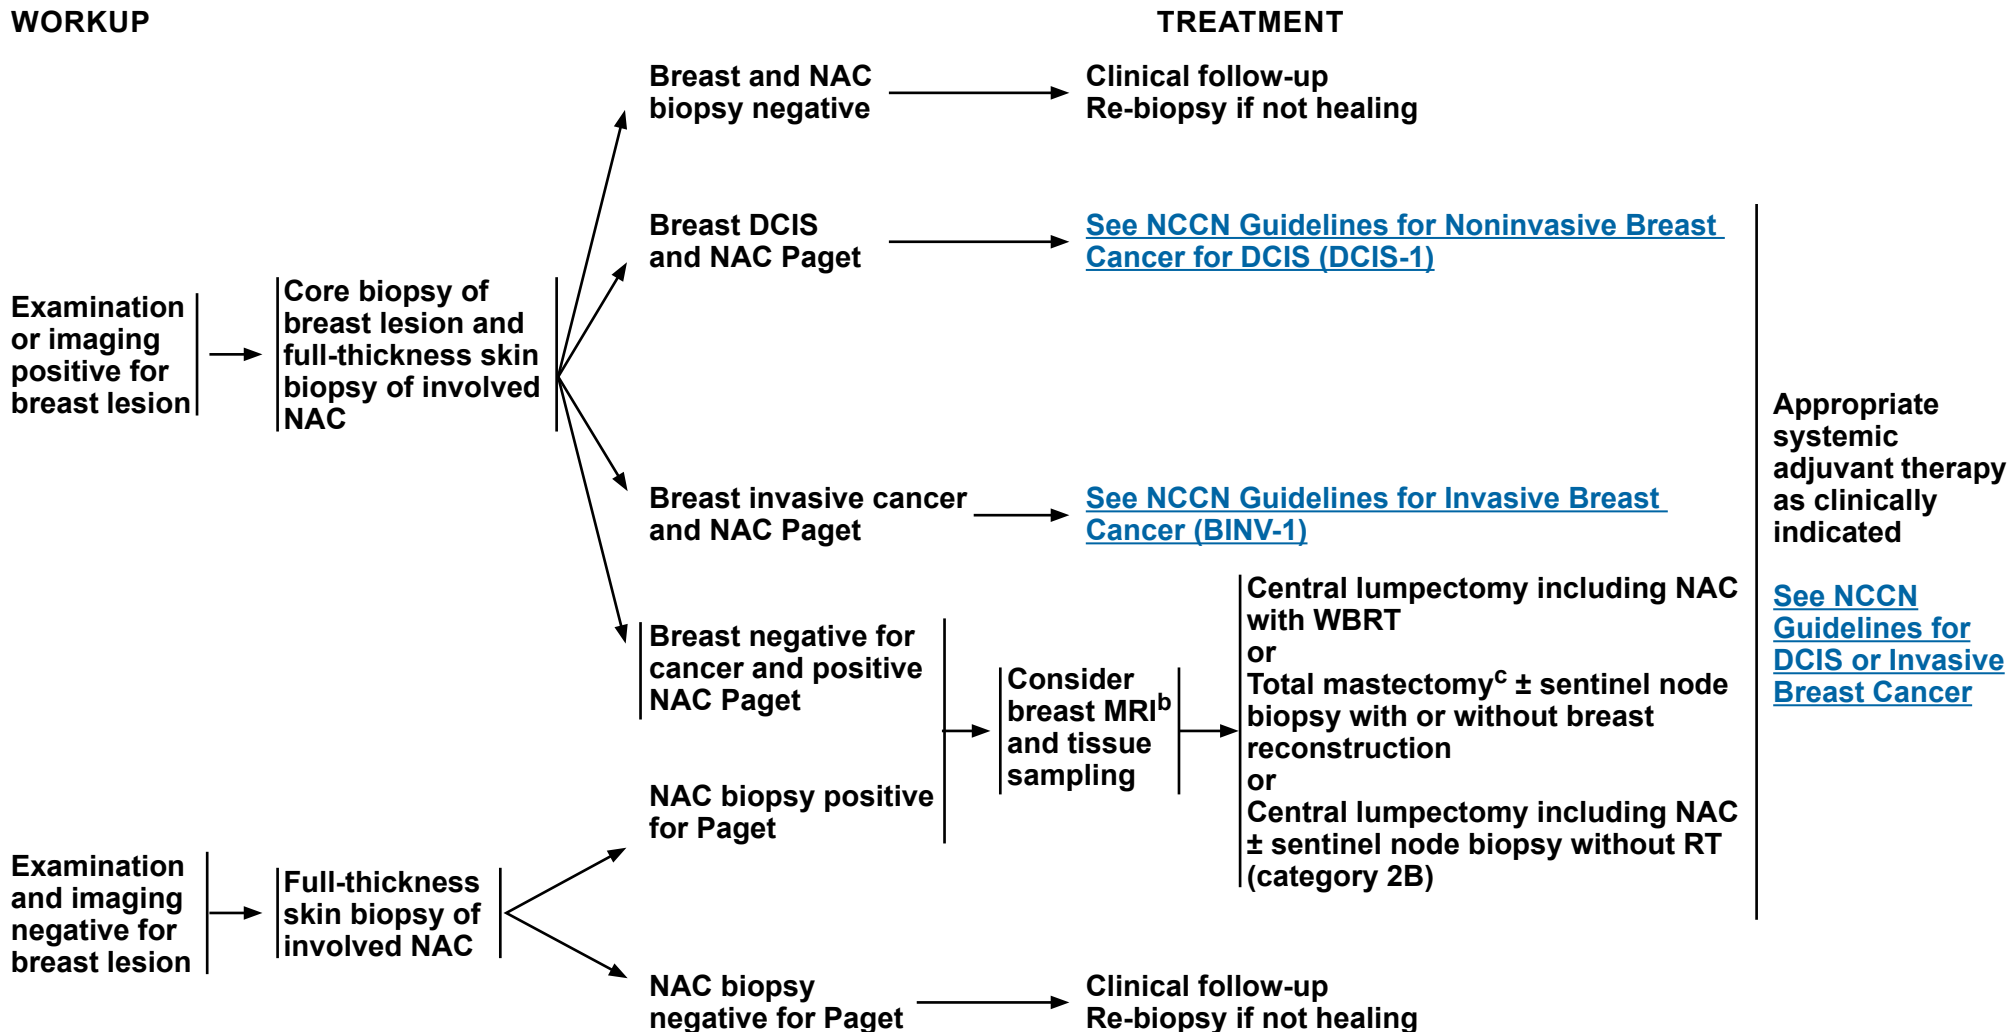 WORKUP
TREATMENT
Breast and NAC
biopsy negative
Clinical follow-up
Re-biopsy if not healing
Breast DCIS
and NAC Paget
See NCCN Guidelines for Noninvasive Breast
Cancer for DCIS (DCIS-1)
Examination
or imaging
positive for
breast lesion
Core biopsy of
breast lesion and
full-thickness skin
biopsy of involved
NAC
Breast invasive cancer
and NAC Paget
See NCCN Guidelines for Invasive Breast
Cancer (BINV-1)
Breast negative for
cancer and positive
NAC Paget
NAC biopsy positive
for Paget
Consider
breast MRIᵇ
and tissue
sampling
Central lumpectomy including NAC
with WBRT
or
Total mastectomyᶜ ± sentinel node
biopsy with or without breast
reconstruction
or
Central lumpectomy including NAC
± sentinel node biopsy without RT
(category 2B)
Appropriate
systemic
adjuvant therapy
as clinically
indicated
See NCCN
Guidelines for
DCIS or Invasive
Breast Cancer
Examination
and imaging
negative for
breast lesion
Full-thickness
skin biopsy of
involved NAC
NAC biopsy
negative for Paget
Clinical follow-up
Re-biopsy if not healing